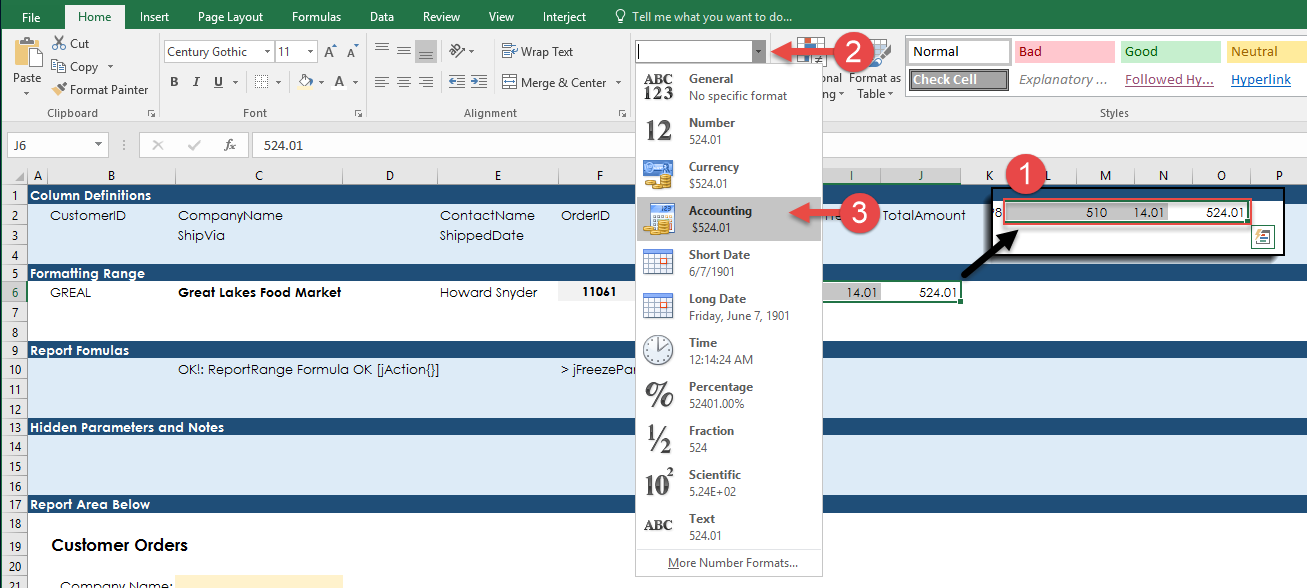 File Home Insert Page Layout Formulas Data Review View Interject Tell me what you want to do...
Paste
Cut
Copy
Format Painter
Clipboard
Century Gothic 11
B I U
Font
Wrap Text
Merge & Center
Alignment
2
Format as
Table
Normal Bad Good Neutral
Check Cell Explanatory ... Followed Hy... Hyperlink
Styles
ABC
123
General
No specific format
12
Number
524.01
Currency
$524.01
Accounting
$524.01
3
Short Date
6/7/1901
Long Date
Friday, June 7, 1901
Time
12:14:24 AM
%
Percentage
52401.00%
½
Fraction
524
10²
Scientific
5.24E+02
ABC
Text
524.01
More Number Formats...
J6 fx 524.01
A B C D E F I J K L M N O P
1 Column Definitions
2 CustomerID CompanyName ContactName OrderID TotalAmount
3 ShipVia ShippedDate
4
5 Formatting Range
6 GREAL Great Lakes Food Market Howard Snyder 11061 14.01 524.01
7
8
9 Report Fomulas
10 OK!: ReportRange Formula OK [jAction{}] > jFreezePan
11
12
13 Hidden Parameters and Notes
14
15
16
17 Report Area Below
18
19 Customer Orders
20
21 Company Name:
1
510 14.01 524.01